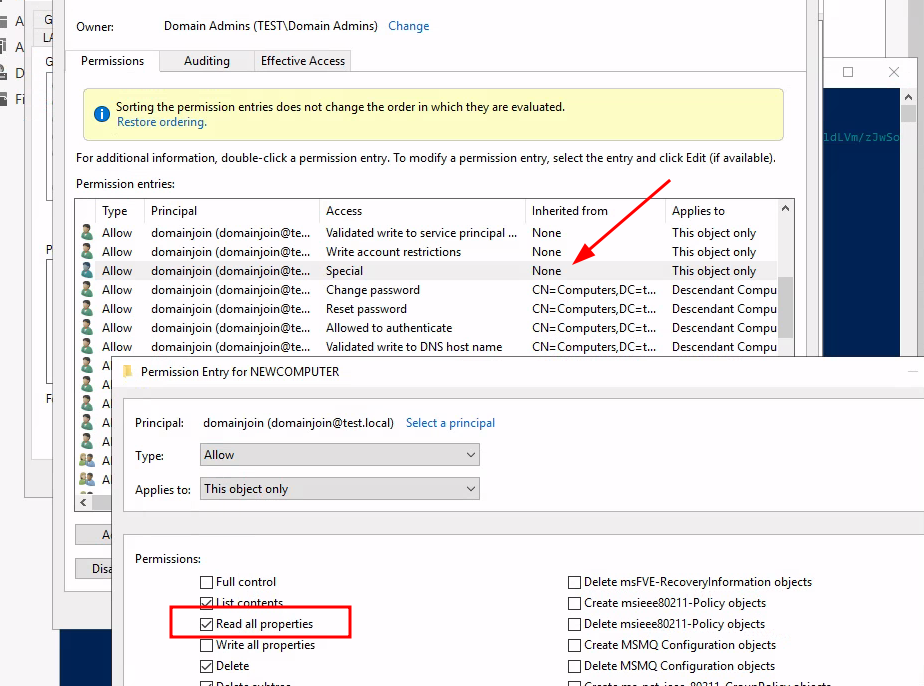 Owner: Domain Admins (TEST\Domain Admins) Change
Permissions Auditing Effective Access
Sorting the permission entries does not change the order in which they are evaluated.
Restore ordering.
ldLVm/zJwSo
For additional information, double-click a permission entry. To modify a permission entry, select the entry and click Edit (if available).
Permission entries:
Type Principal Access Inherited from Applies to
Allow domainjoin (domainjoin@te... Validated write to service principal ... None This object only
Allow domainjoin (domainjoin@te... Write account restrictions None This object only
Allow domainjoin (domainjoin@te... Special None This object only
Allow domainjoin (domainjoin@te... Change password CN=Computers,DC=t... Descendant Compu
Allow domainjoin (domainjoin@te... Reset password CN=Computers,DC=t... Descendant Compu
Allow domainjoin (domainjoin@te... Allowed to authenticate CN=Computers,DC=t... Descendant Compu
Allow domainjoin (domainjoin@te... Validated write to DNS host name CN=Computers,DC=t... Descendant Compu
Permission Entry for NEWCOMPUTER
Principal: domainjoin (domainjoin@test.local) Select a principal
Type: Allow
Applies to: This object only
Permissions:
Full control Delete msFVE-RecoveryInformation objects
List contents Create msieee80211-Policy objects
Read all properties Delete msieee80211-Policy objects
Write all properties Create MSMQ Configuration objects
Delete Delete MSMQ Configuration objects
Delete subtree